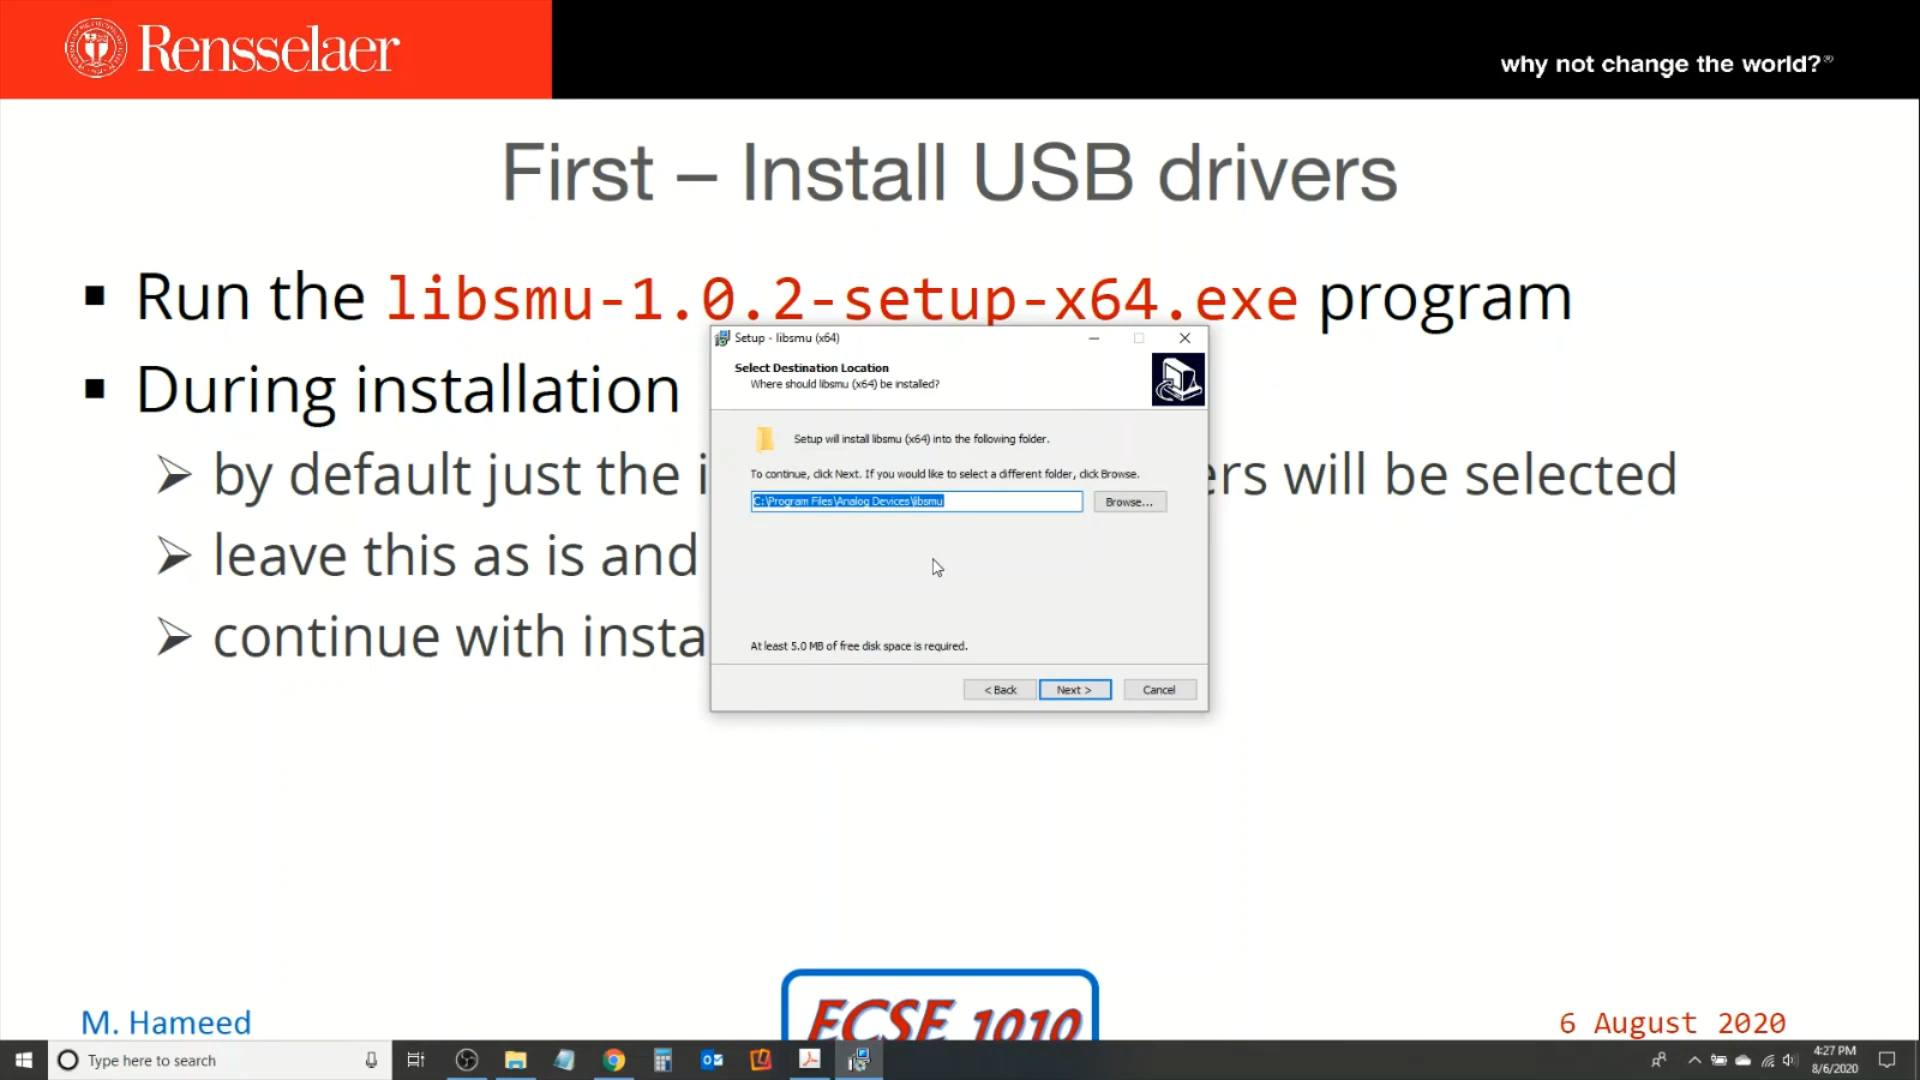 Rensselaer
why not change the world?®
First – Install USB drivers
Run the libsmu-1.0.2-setup-x64.exe program
During installation
by default just the i ers will be selected
leave this as is and
continue with insta
Setup - libsmu (x64)
Select Destination Location
Where should libsmu (x64) be installed?
Setup will install libsmu (x64) into the following folder.
To continue, click Next. If you would like to select a different folder, click Browse.
C:\Program Files\Analog Devices\libsmu
Browse...
At least 5.0 MB of free disk space is required.
< Back
Next >
Cancel
M. Hameed
ECSE 1010
6 August 2020
Type here to search
4:27 PM
8/6/2020